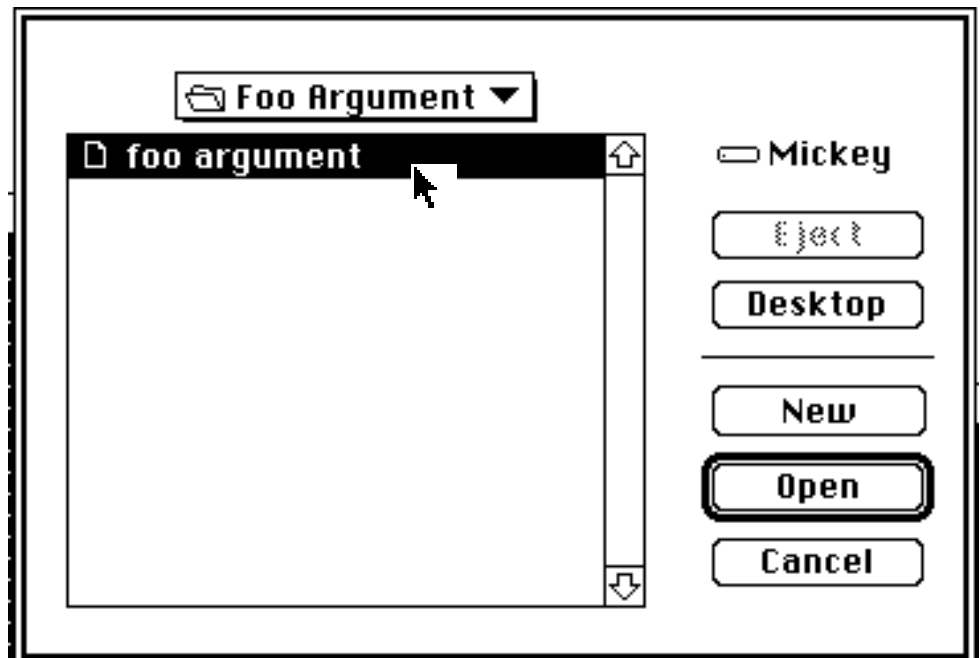 Foo Argument
foo argument
Mickey
Eject
Desktop
New
Open
Cancel